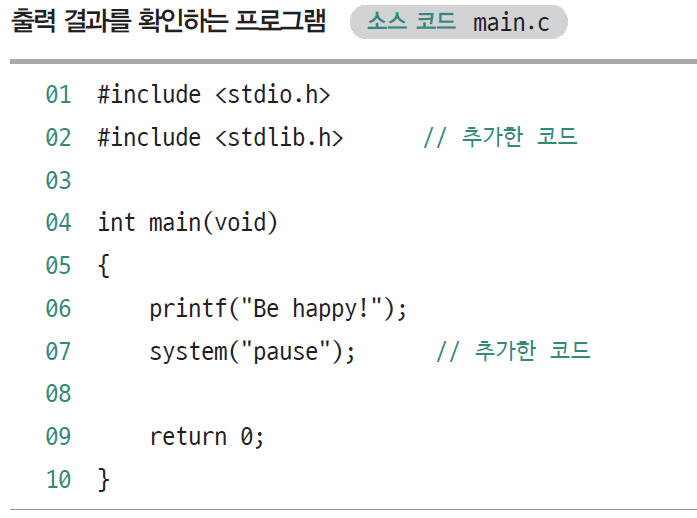 출력 결과를 확인하는 프로그램 소스 코드 main.c
01 #include <stdio.h>
02 #include <stdlib.h> // 추가한 코드
03
04 int main(void)
05 {
06 printf("Be happy!");
07 system("pause"); // 추가한 코드
08
09 return 0;
10 }